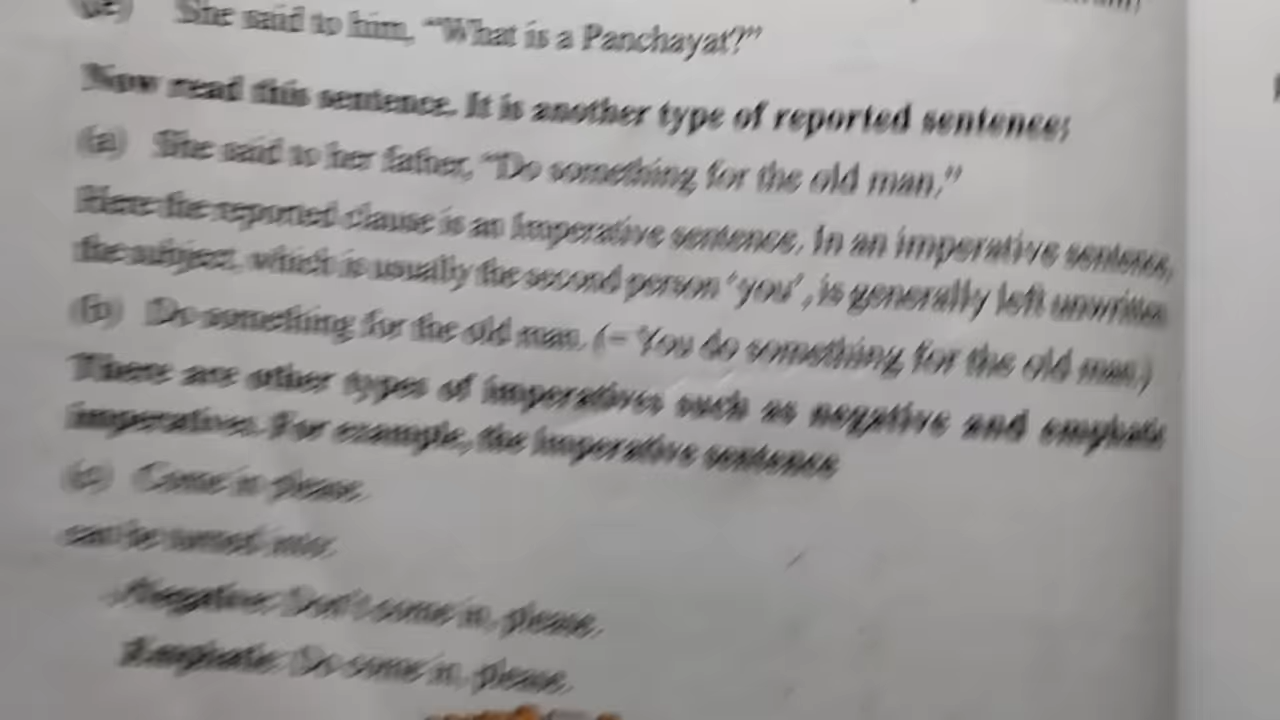 She said to him, "What is a Panchayat?"
Now read this sentence. It is another type of reported sentence:
(a) She said to her father, "Do something for the old man."
Here the reported clause is an Imperative sentence. In an imperative sentence,
the subject, which is usually the second person 'you', is generally left unwritten
(b) Do something for the old man. (= You do something for the old man.)
There are other types of imperatives such as negative and emphatic
imperatives. For example, the imperative sentence
(c) Come in please.
can be turned into.
Negative: Don't come in, please.
Emphatic: Do come in, please.